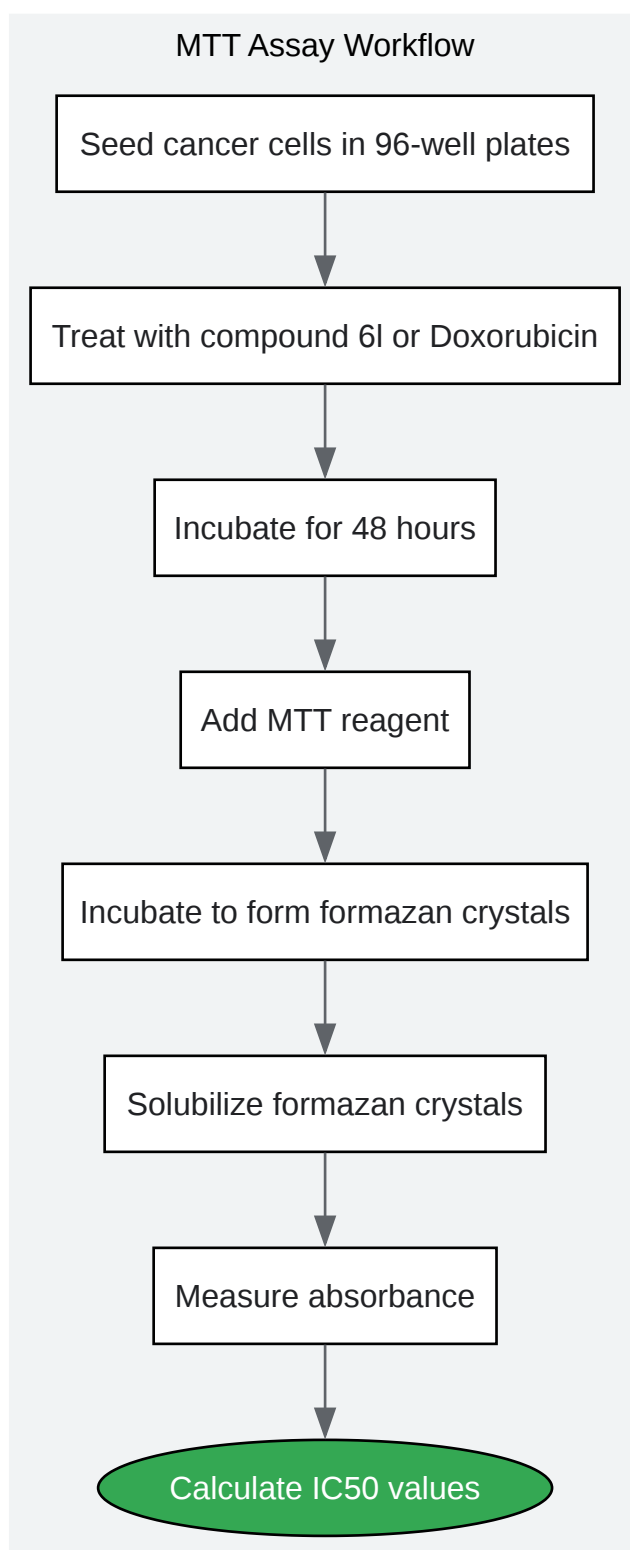 MTT Assay Workflow
Seed cancer cells in 96-well plates
Treat with compound 6l or Doxorubicin
Incubate for 48 hours
Add MTT reagent
Incubate to form formazan crystals
Solubilize formazan crystals
Measure absorbance
Calculate IC50 values